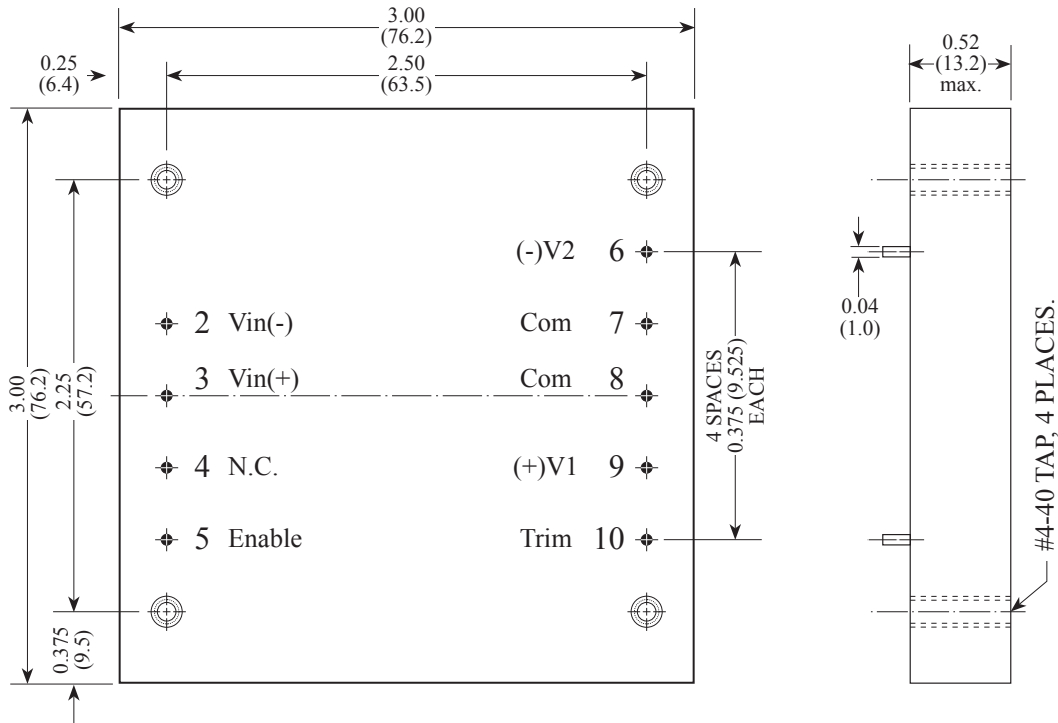 3.00
(76.2)
0.25
(6.4)
2.50
(63.5)
0.52
(13.2)
max.
(-)V2 6
2 Vin(-)
Com 7
3 Vin(+)
Com 8
4 N.C.
(+)V1 9
5 Enable
Trim 10
3.00
(76.2)
2.25
(57.2)
0.375
(9.5)
4 SPACES
0.375 (9.525)
EACH
0.04
(1.0)
#4-40 TAP, 4 PLACES.